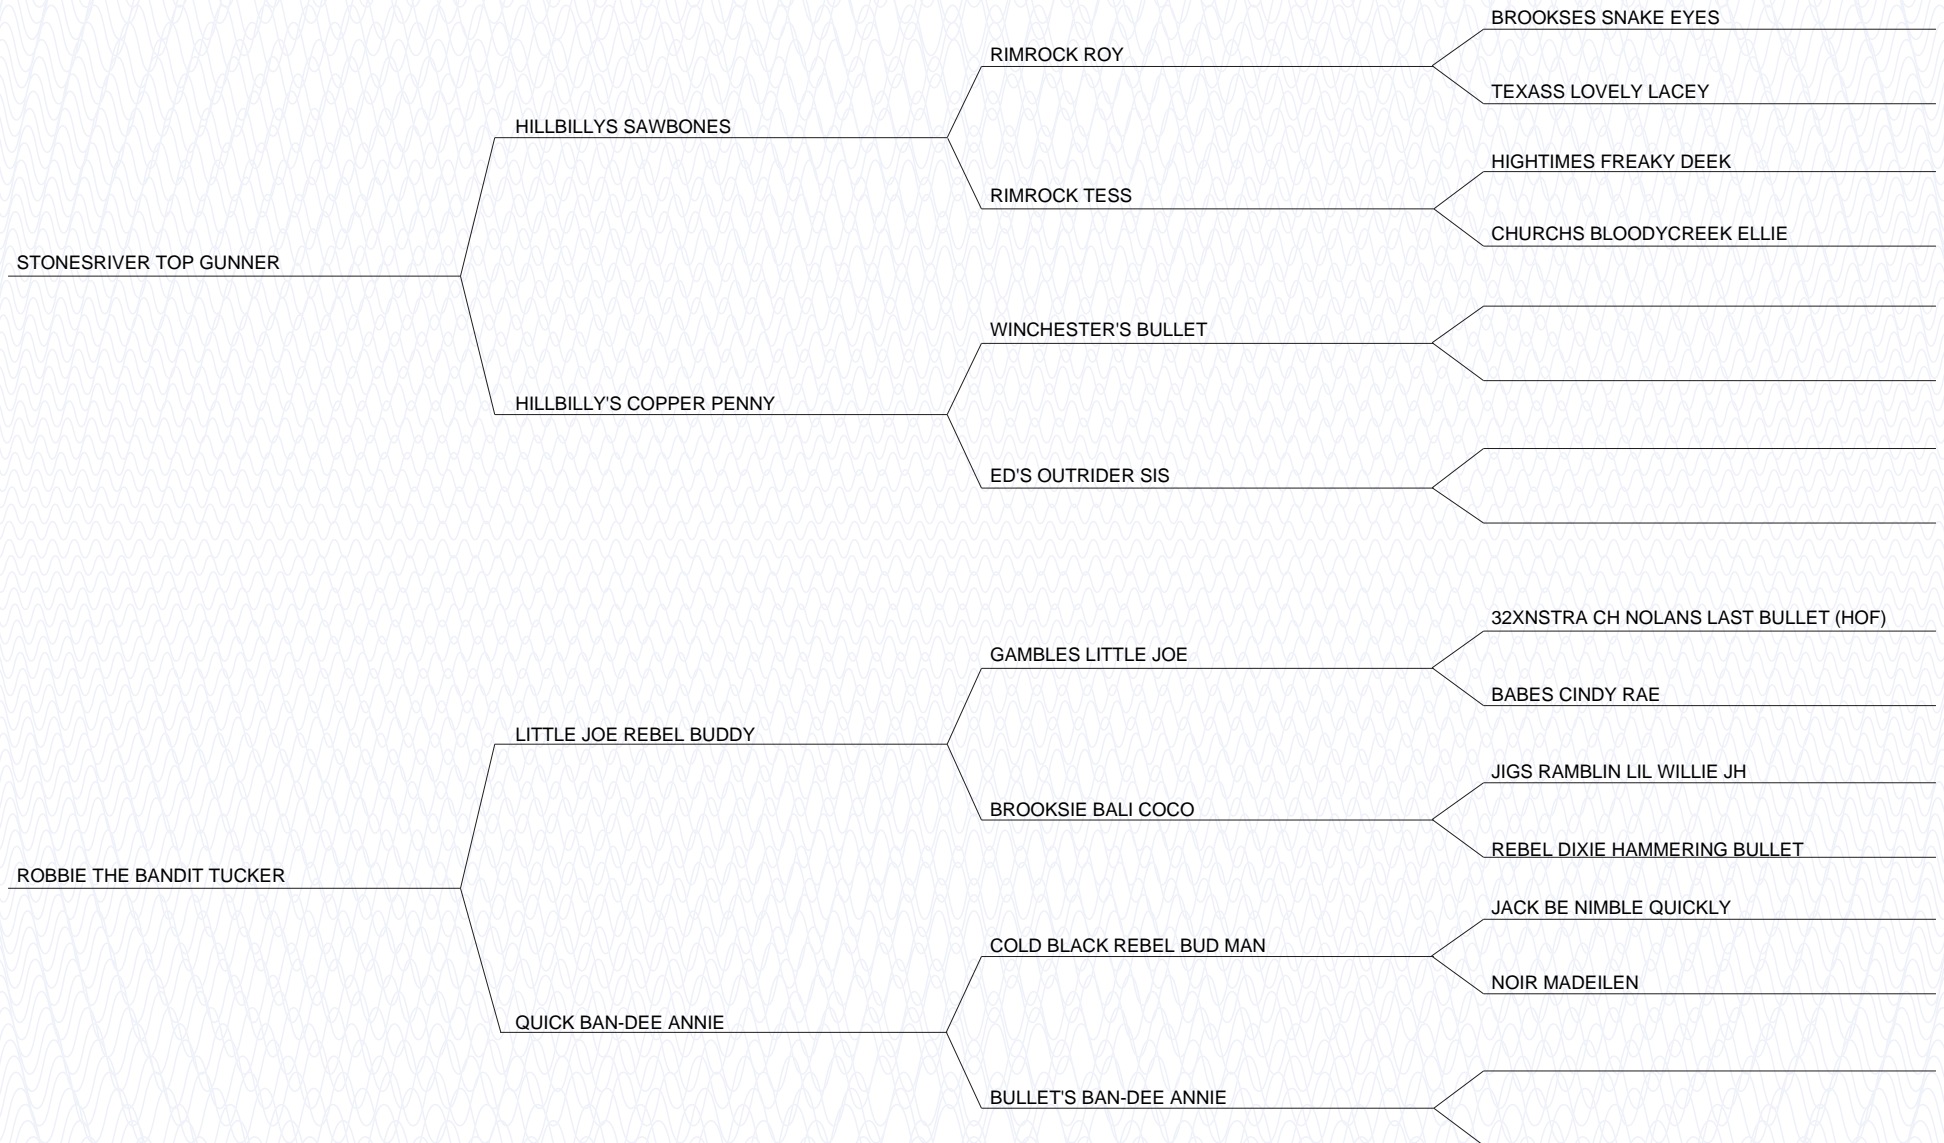 BROOKSES SNAKE EYES
RIMROCK ROY
TEXASS LOVELY LACEY
HILLBILLYS SAWBONES
HIGHTIMES FREAKY DEEK
RIMROCK TESS
CHURCHS BLOODYCREEK ELLIE
STONESRIVER TOP GUNNER
WINCHESTER'S BULLET
HILLBILLY'S COPPER PENNY
ED'S OUTRIDER SIS
32XNSTRA CH NOLANS LAST BULLET (HOF)
GAMBLES LITTLE JOE
BABES CINDY RAE
LITTLE JOE REBEL BUDDY
JIGS RAMBLIN LIL WILLIE JH
BROOKSIE BALI COCO
REBEL DIXIE HAMMERING BULLET
ROBBIE THE BANDIT TUCKER
JACK BE NIMBLE QUICKLY
COLD BLACK REBEL BUD MAN
NOIR MADEILEN
QUICK BAN-DEE ANNIE
BULLET'S BAN-DEE ANNIE